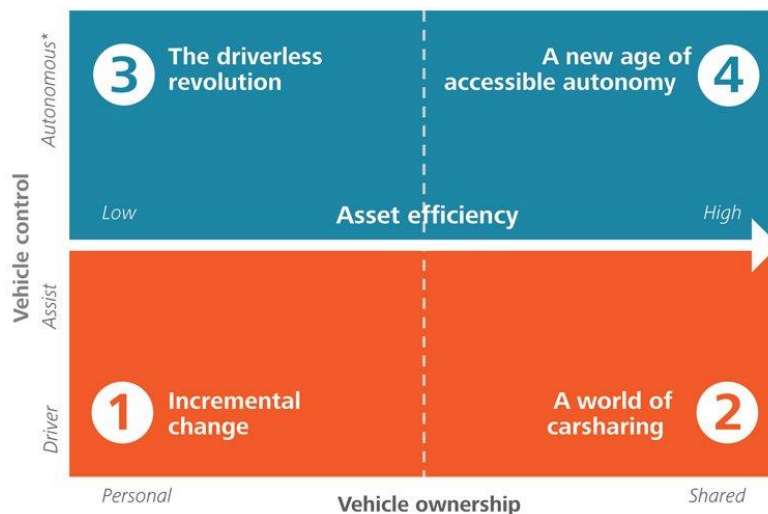 Autonomous*
3
The driverless
revolution
A new age of
accessible autonomy
4
Low
Asset efficiency
High
Vehicle control
Assist
1
Incremental
change
A world of
carsharing
2
Driver
Personal
Vehicle ownership
Shared